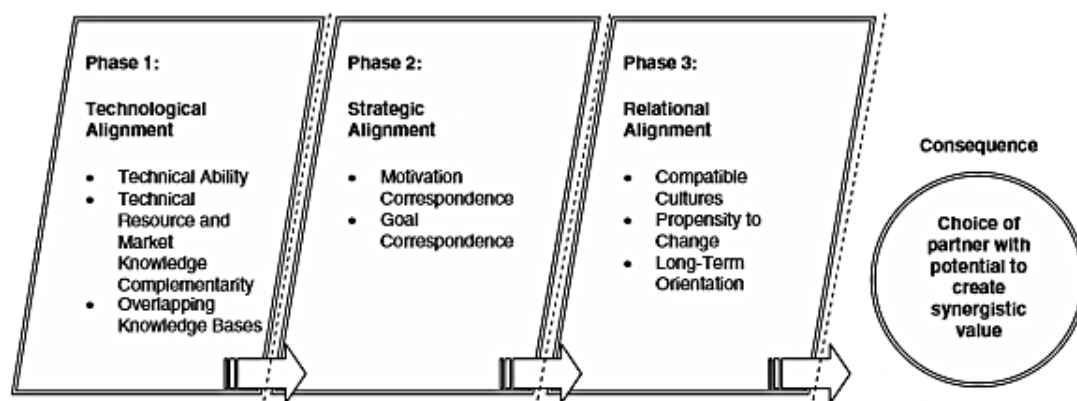 Phase 1:
Technological
Alignment
• Technical Ability
• Technical
Resource and
Market
Knowledge
Complementarity
• Overlapping
Knowledge Bases
Phase 2:
Strategic
Alignment
• Motivation
Correspondence
• Goal
Correspondence
Phase 3:
Relational
Alignment
• Compatible
Cultures
• Propensity to
Change
• Long-Term
Orientation
Consequence
Choice of
partner with
potential to
create
synergistic
value